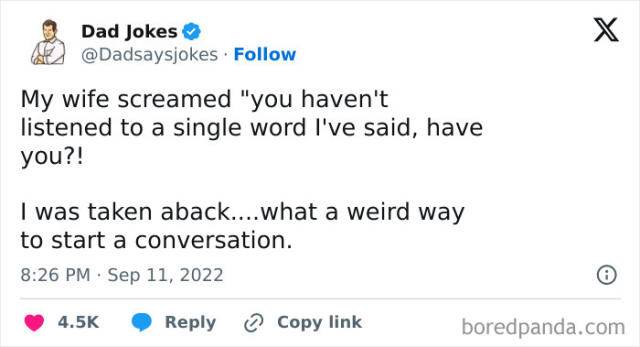 Dad Jokes
@Dadsaysjokes · Follow
My wife screamed "you haven't
listened to a single word I've said, have
you?!
I was taken aback....what a weird way
to start a conversation.
8:26 PM · Sep 11, 2022
4.5K Reply Copy link
boredpanda.com